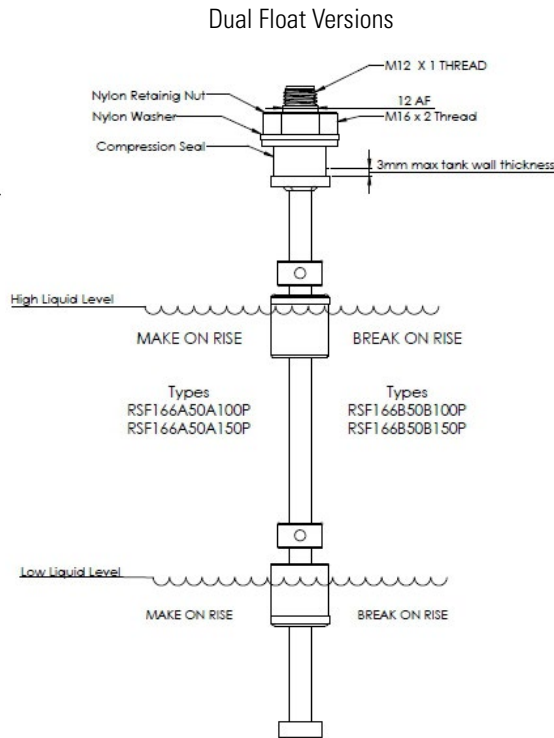 Dual Float Versions
M12 X 1 THREAD
Nylon Retainig Nut
12 AF
Nylon Washer
M16 x 2 Thread
Compression Seal
3mm max tank wall thickness
High Liquid Level
MAKE ON RISE
BREAK ON RISE
Types
RSF166A50A100P
RSF166A50A150P
Types
RSF166B50B100P
RSF166B50B150P
Low Liquid Level
MAKE ON RISE
BREAK ON RISE